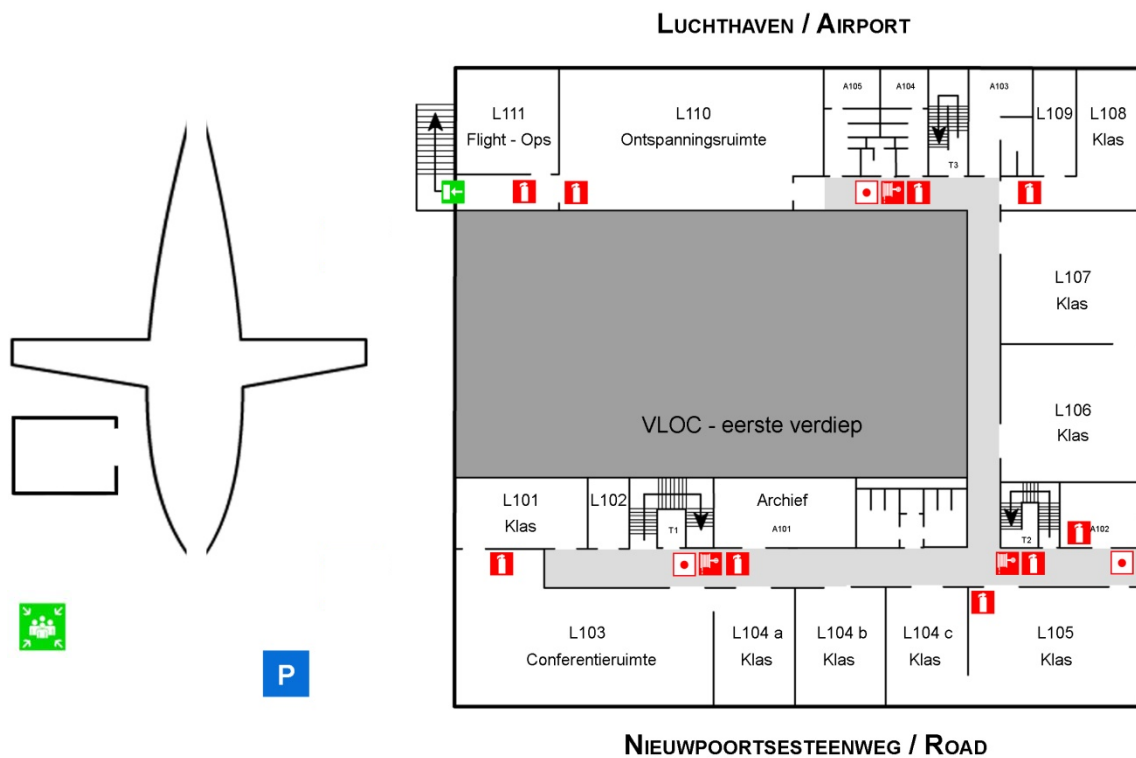 LUCHTHAVEN / AIRPORT
L111
Flight - Ops
L110
Ontspanningsruimte
A105
A104
T3
A103
L109
L108
Klas
L107
Klas
L106
Klas
VLOC - eerste verdiep
L101
Klas
L102
T1
Archief
A101
T2
A102
L103
Conferentieruimte
L104 a
Klas
L104 b
Klas
L104 c
Klas
L105
Klas
P
NIEUWPOORTSESTEENWEG / ROAD